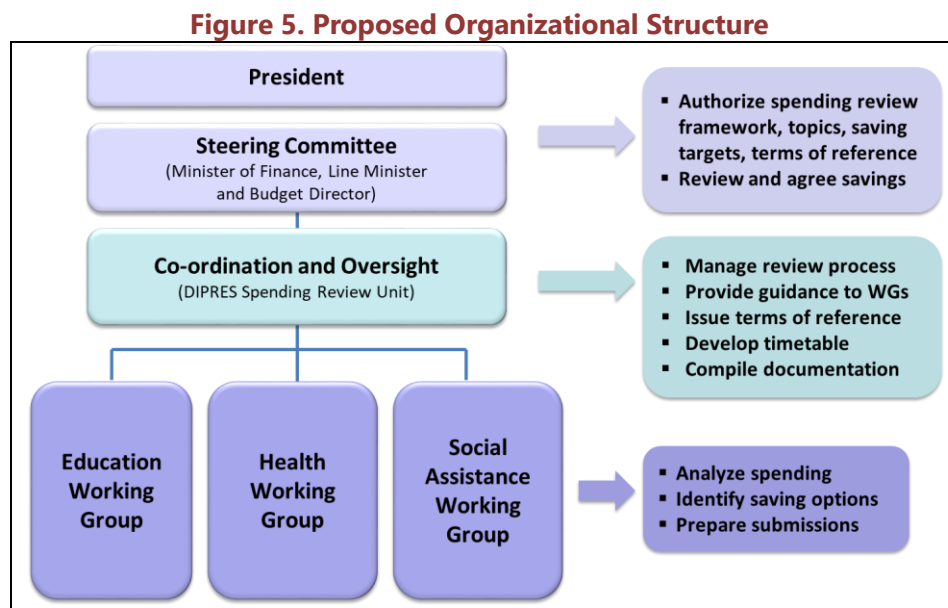 Figure 5. Proposed Organizational Structure
President
Steering Committee
(Minister of Finance, Line Minister
and Budget Director)
▪ Authorize spending review
framework, topics, saving
targets, terms of reference
▪ Review and agree savings
Co-ordination and Oversight
(DIPRES Spending Review Unit)
▪ Manage review process
▪ Provide guidance to WGs
▪ Issue terms of reference
▪ Develop timetable
▪ Compile documentation
Education
Working
Group
Health
Working
Group
Social
Assistance
Working
Group
▪ Analyze spending
▪ Identify saving options
▪ Prepare submissions